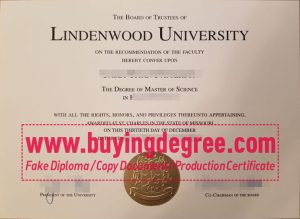 THE BOARD OF TRUSTEES OF
LINDENWOOD UNIVERSITY
ON THE RECOMMENDATION OF THE FACULTY
HEREBY CONFER UPON
THE DEGREE OF MASTER OF SCIENCE
IN
WITH ALL THE RIGHTS, HONORS, AND PRIVILEGES THEREUNTO APPERTAINING.
AWARDED AT ST. CHARLES IN THE STATE OF MISSOURI
ON THIS THIRTIETH DAY OF DECEMBER
www.buyingdegree.com
Fake Diploma / Copy Document / Production Certificate
PRESIDENT OF THE UNIVERSITY
CO-CHAIRMAN OF THE BOARD